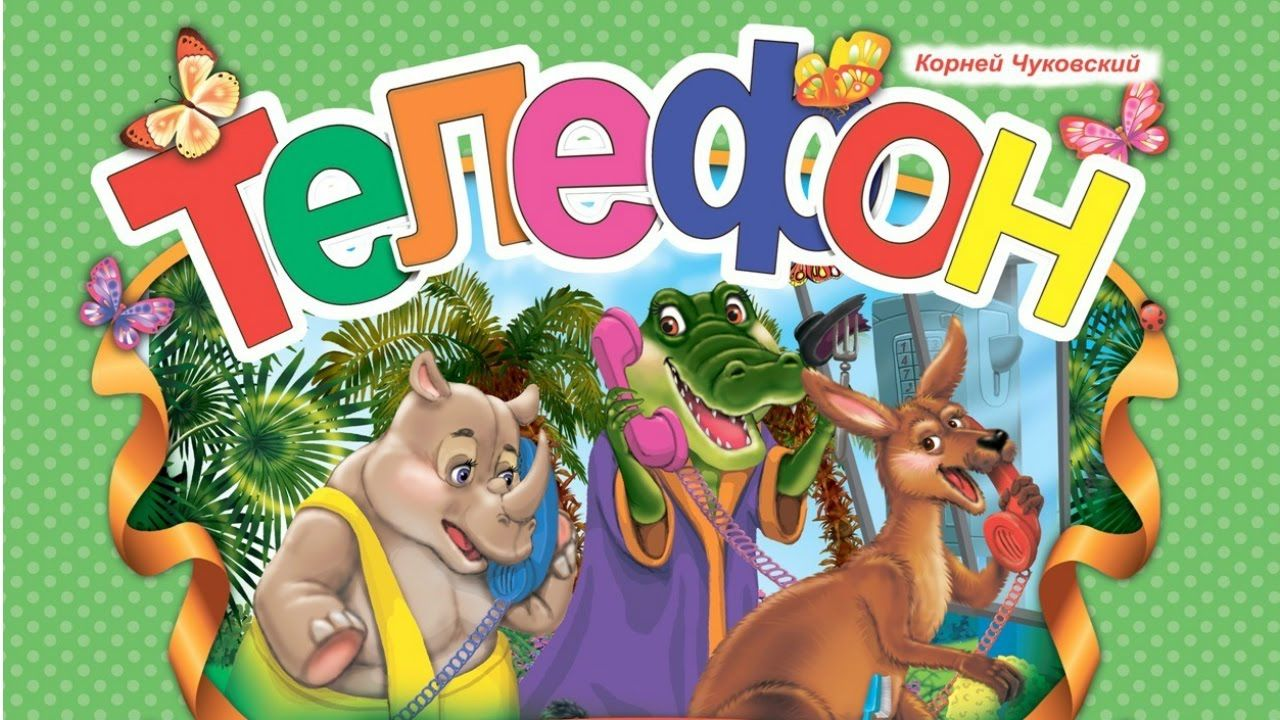 Корней Чуковский
Телефон